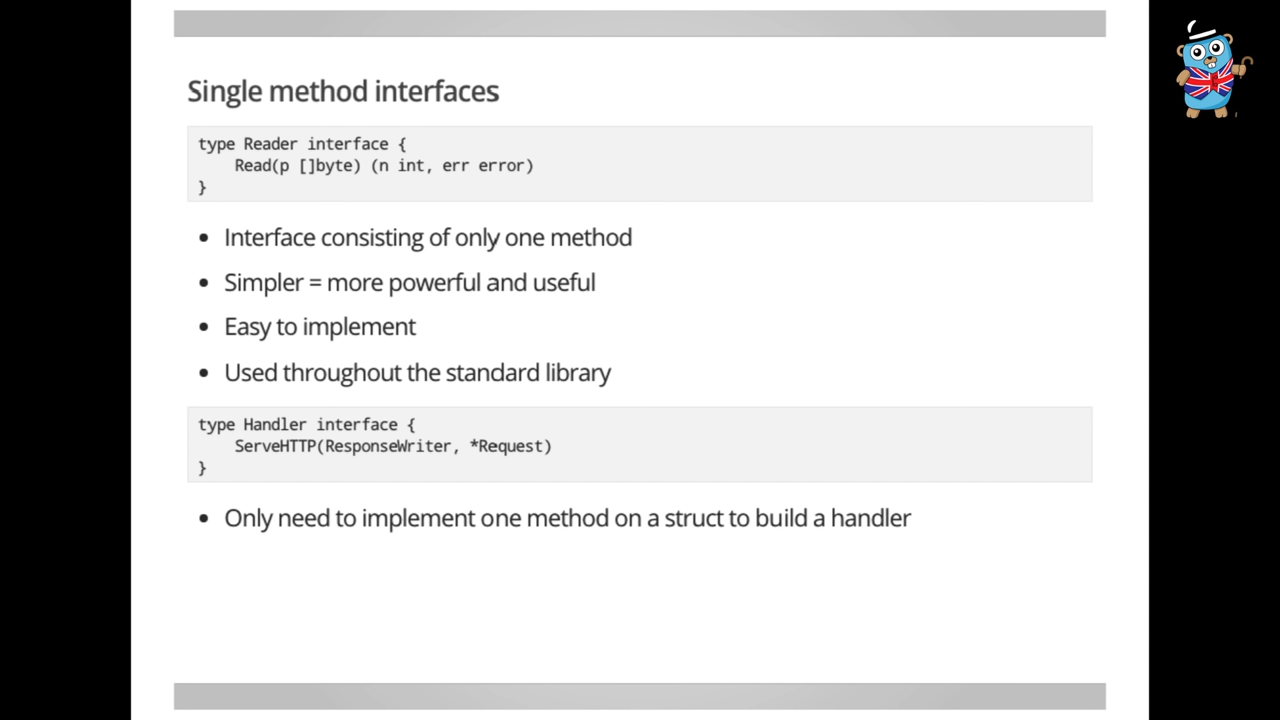 Single method interfaces
type Reader interface {
    Read(p []byte) (n int, err error)
}
• Interface consisting of only one method
• Simpler = more powerful and useful
• Easy to implement
• Used throughout the standard library
type Handler interface {
    ServeHTTP(ResponseWriter, *Request)
}
• Only need to implement one method on a struct to build a handler